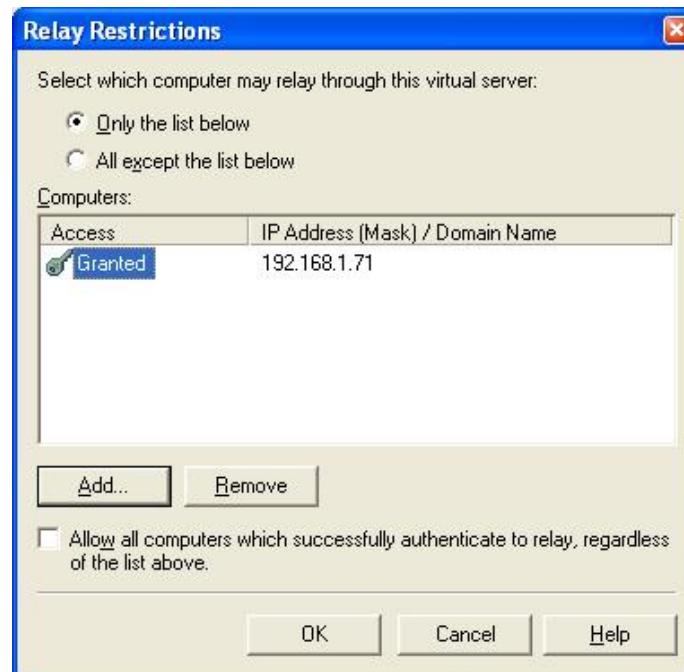 Relay Restrictions
Select which computer may relay through this virtual server:
Only the list below
All except the list below
Computers:
Access IP Address (Mask) / Domain Name
Granted 192.168.1.71
Add... Remove
Allow all computers which successfully authenticate to relay, regardless
of the list above.
OK Cancel Help